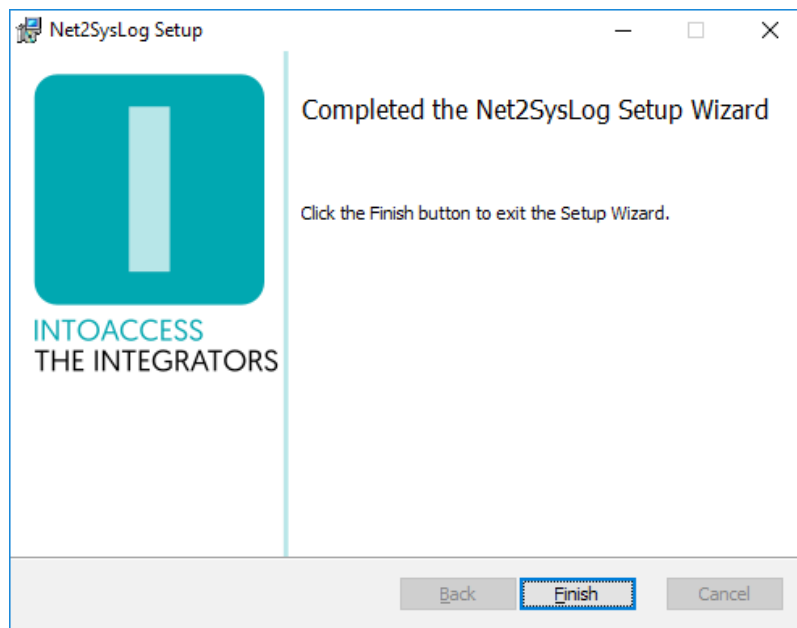 Net2SysLog Setup
Completed the Net2SysLog Setup Wizard
Click the Finish button to exit the Setup Wizard.
INTOACCESS
THE INTEGRATORS
Back
Finish
Cancel